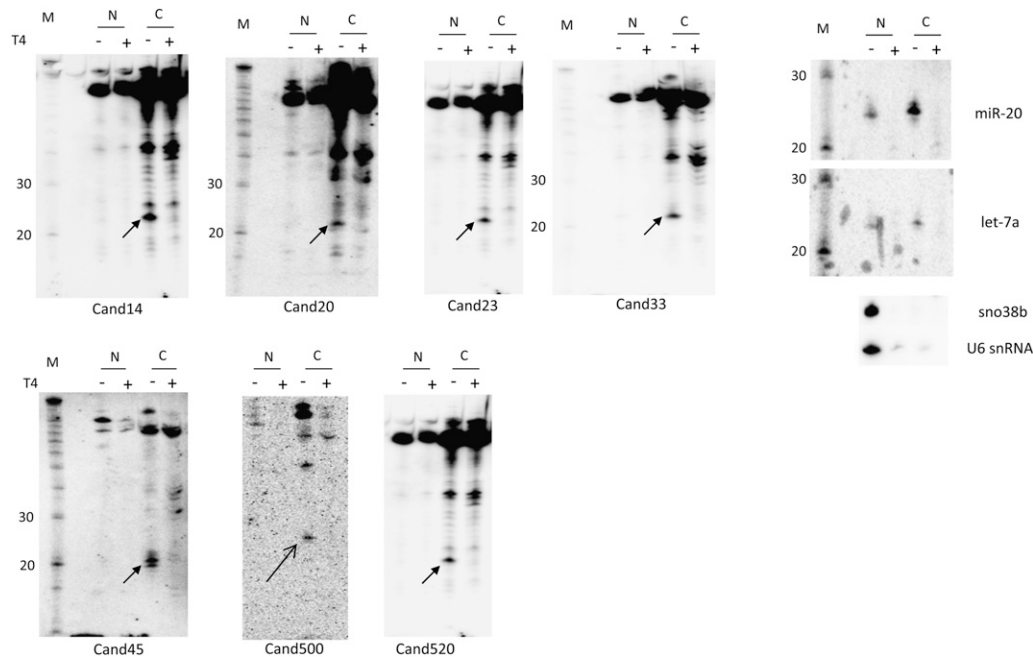 M N C N C N C M N C M
T4 - + - + - + - + - + - + M - + - +
30 30 30 30 miR-20
20 20 20 20
30 let-7a
20
Cand14 Cand20 Cand23 Cand33
sno38b
U6 snRNA
M N C N C N C
T4 - + - + - + - + - + - +
30
20
Cand45 Cand500 Cand520